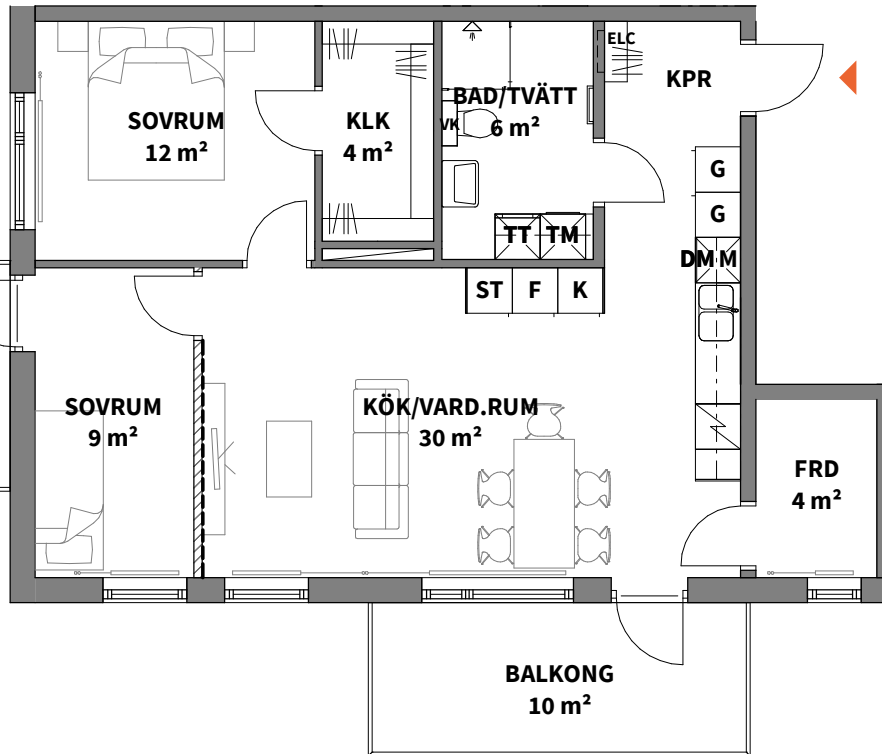 ELC
KPR
BAD/TVÄTT
6 m²
VK
SOVRUM
12 m²
KLK
4 m²
G
G
TT
TM
DM M
ST
F
K
SOVRUM
9 m²
KÖK/VARD.RUM
30 m²
FRD
4 m²
BALKONG
10 m²